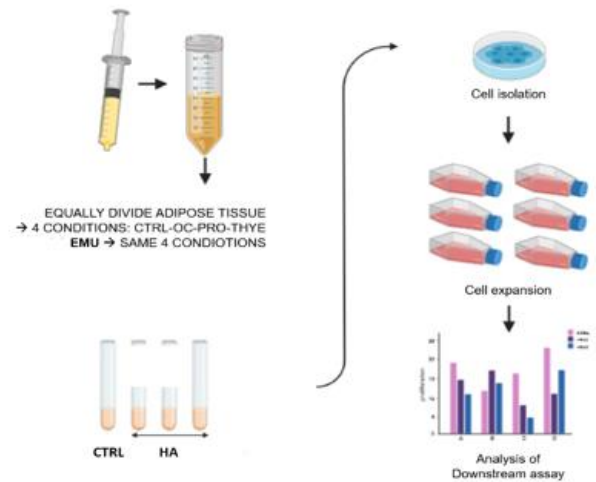 EQUALLY DIVIDE ADIPOSE TISSUE
→ 4 CONDITIONS: CTRL-OC-PRO-THYE
EMU → SAME 4 CONDIOTIONS
CTRL
HA
Cell isolation
Cell expansion
proliferation
A
Analysis of
Downstream assay